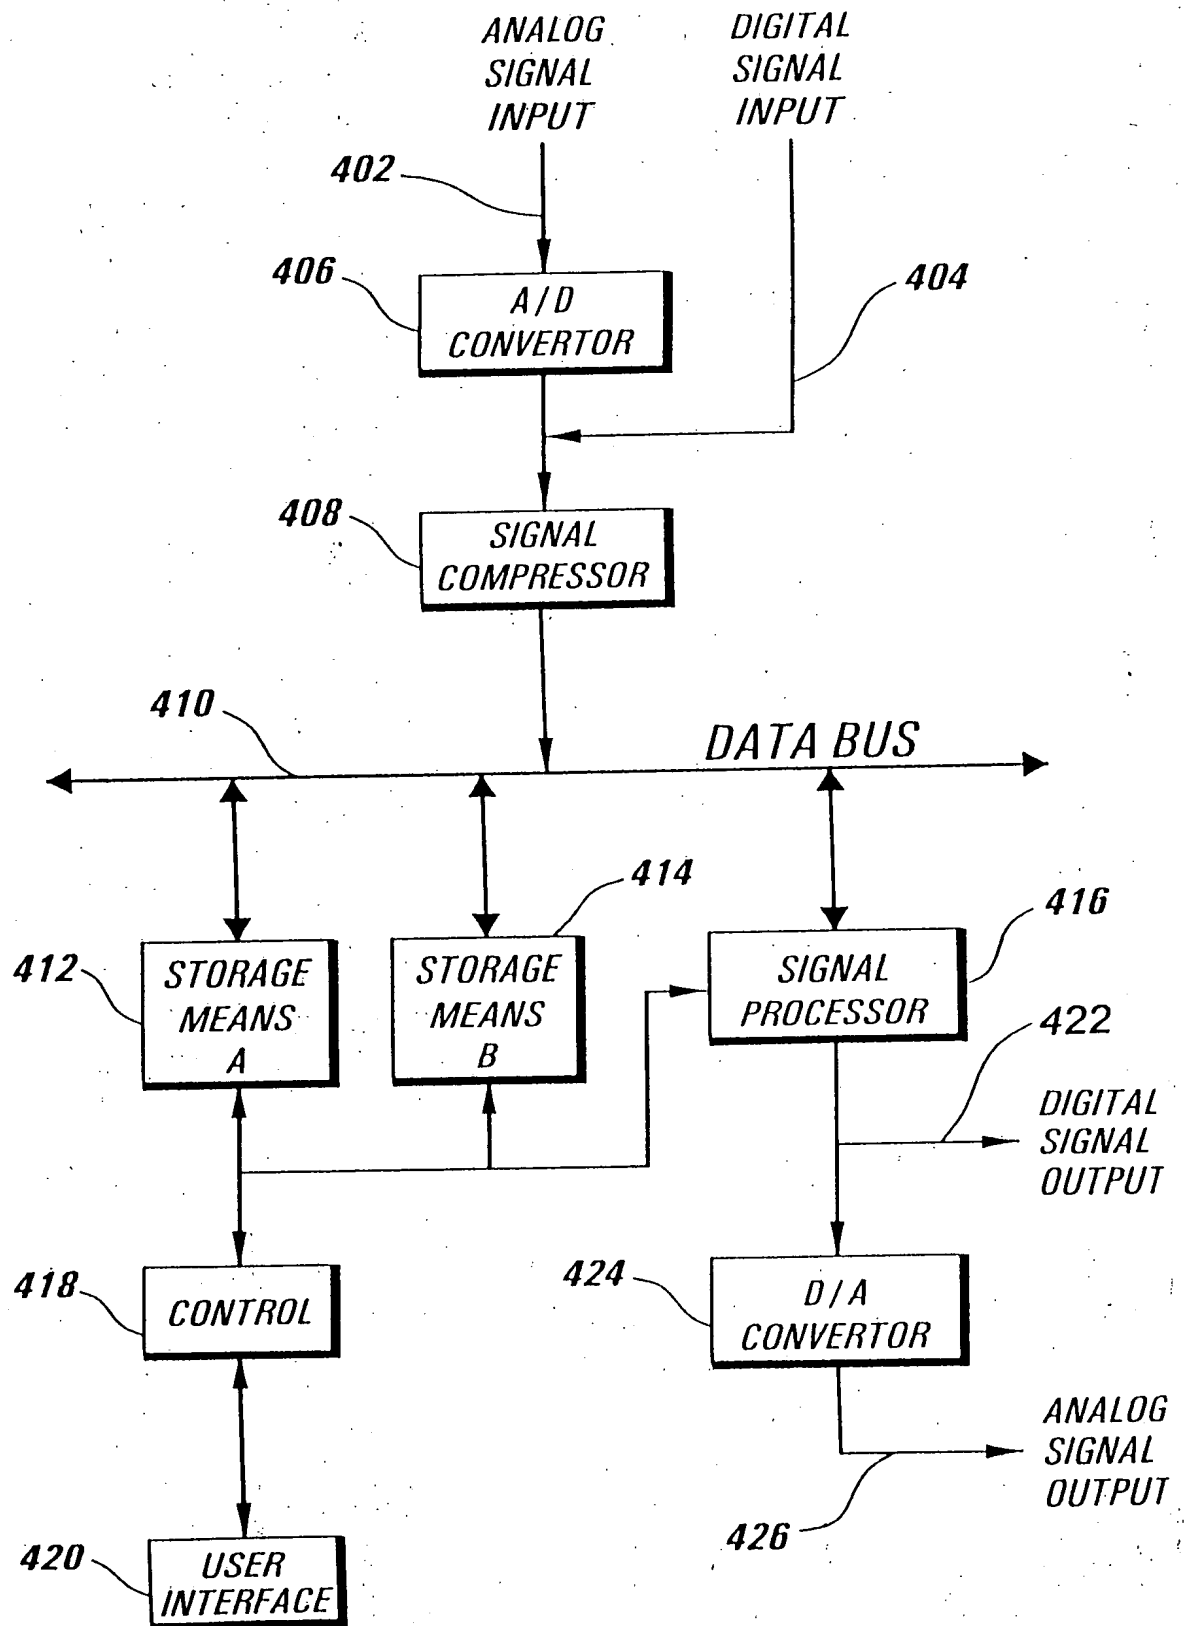 ANALOG
SIGNAL
INPUT
DIGITAL
SIGNAL
INPUT
402
406
A/D
CONVERTOR
404
408
SIGNAL
COMPRESSOR
410
DATA BUS
414
416
412
STORAGE
MEANS
A
STORAGE
MEANS
B
SIGNAL
PROCESSOR
422
DIGITAL
SIGNAL
OUTPUT
418
CONTROL
424
D/A
CONVERTOR
ANALOG
SIGNAL
OUTPUT
426
420
USER
INTERFACE